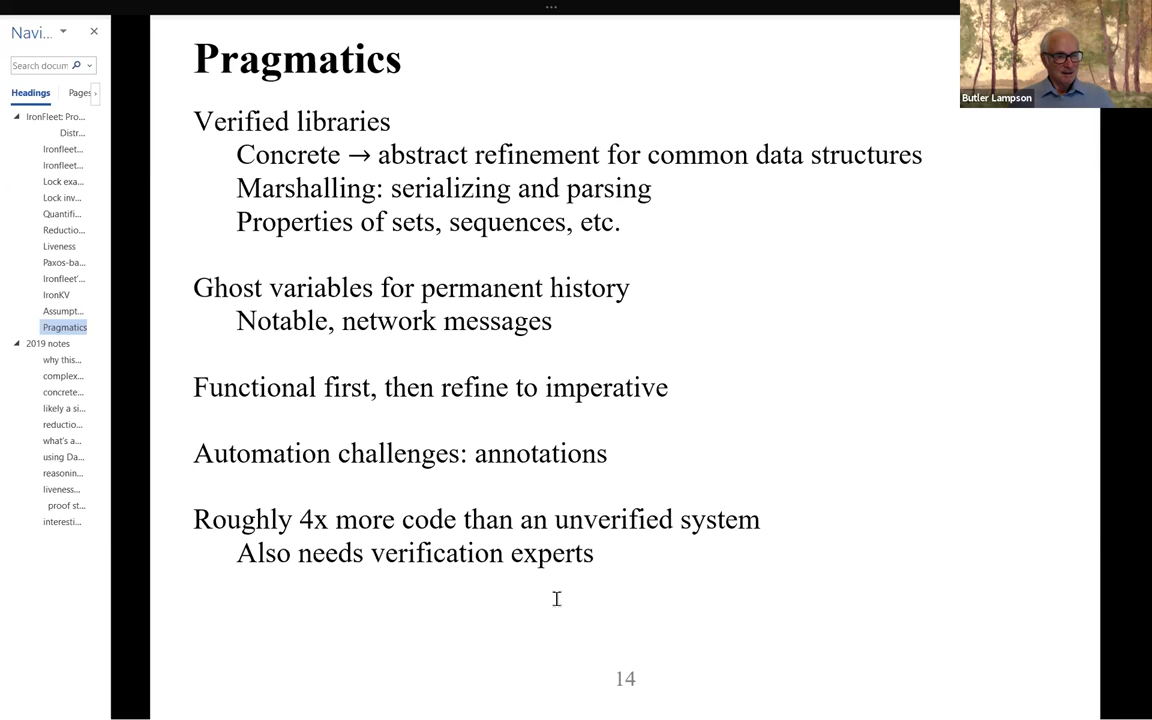 Navi...
Search docum
Headings
Pages
IronFleet: Pro...
Distr...
Ironfleet...
Ironfleet...
Lock exa...
Lock inv...
Quantifi...
Reductio...
Liveness
Paxos-ba...
Ironfleet'...
IronKV
Assumpt...
Pragmatics
2019 notes
why this...
complex...
concrete...
likely a si...
reductio...
what's a...
using Da...
reasonin...
liveness...
proof st...
interesti...
Pragmatics
Verified libraries
Concrete → abstract refinement for common data structures
Marshalling: serializing and parsing
Properties of sets, sequences, etc.
Ghost variables for permanent history
Notable, network messages
Functional first, then refine to imperative
Automation challenges: annotations
Roughly 4x more code than an unverified system
Also needs verification experts
14
Butler Lampson